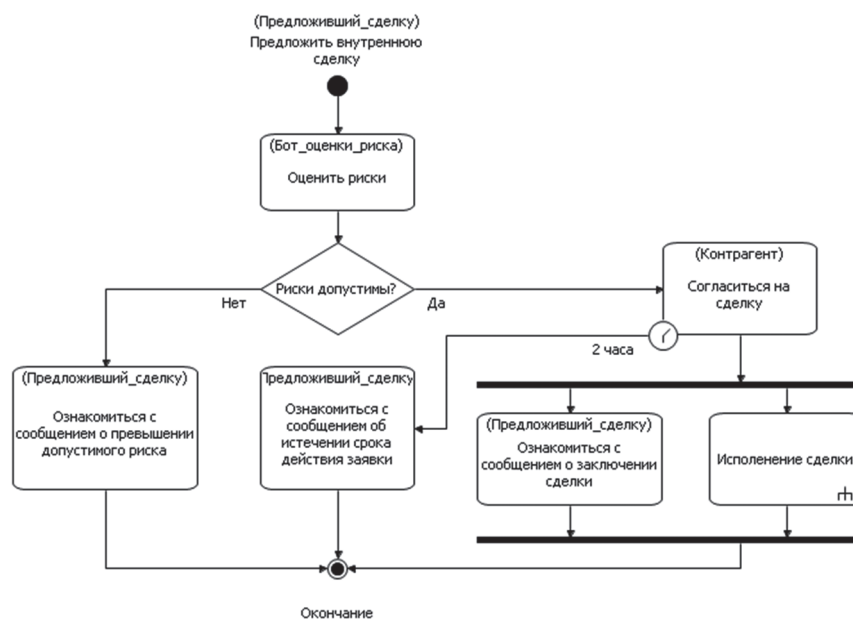 (Предложивший_сделку)
Предложить внутреннюю
сделку
(Бот_оценки_риска)
Оценить риски
Риски допустимы?
Нет
Да
(Контрагент)
Согласиться на
сделку
2 часа
(Предложивший_сделку)
Ознакомиться с
сообщением о превышении
допустимого риска
Предложивший_сделку
Ознакомиться с
сообщением об
истечении срока
действия заявки
(Предложивший_сделку)
Ознакомиться с
сообщением о заключении
сделки
Исполенение сделки
Окончание